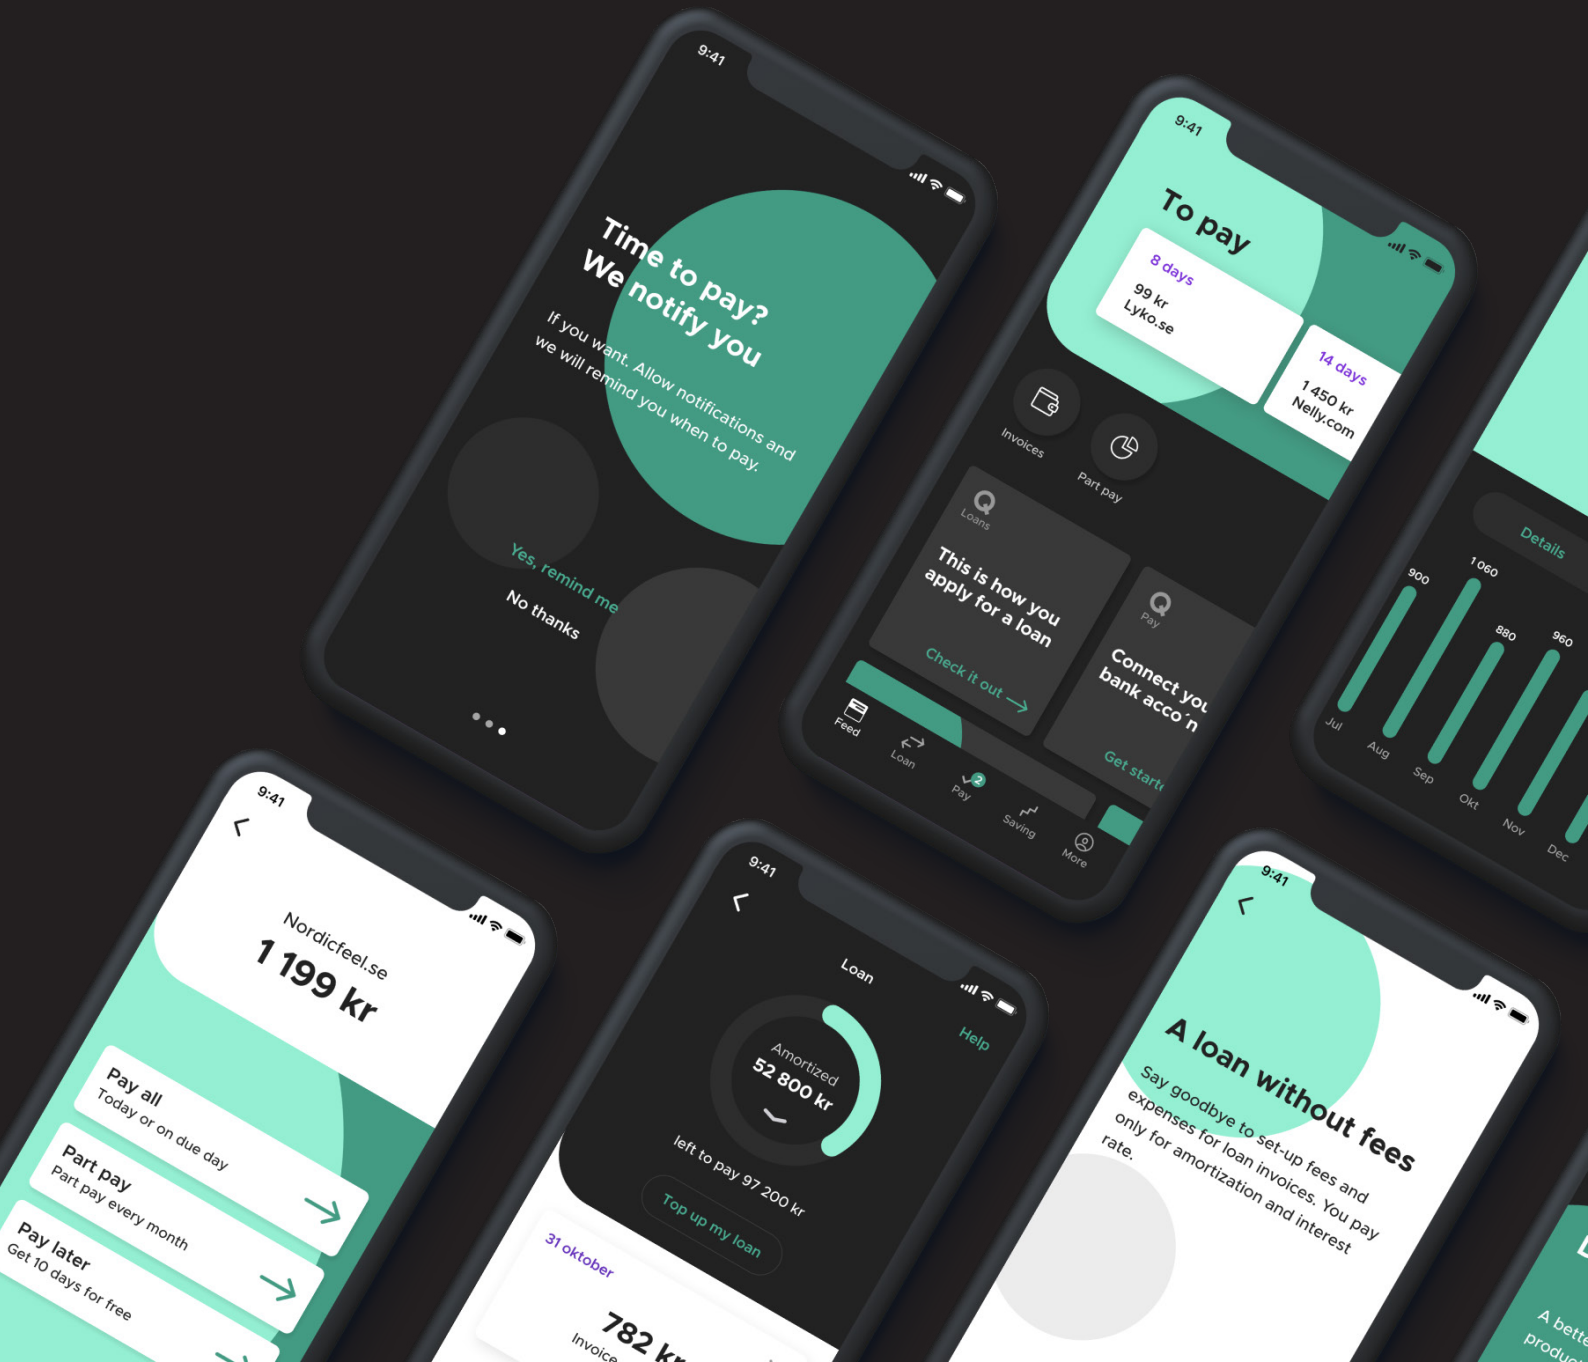 9:41
Time to pay?
We notify you
If you want. Allow notifications and
we will remind you when to pay.
Yes, remind me
No thanks
9:41
To pay
8 days
99 kr
Lyko.se
14 days
1 450 kr
Nelly.com
Invoices
Part pay
Q
Loans
This is how you
apply for a loan
Check it out
Q
Pay
Connect
bank acco´n
Get
Feed
Loan
2
Pay
Saving
More
Details
900
1 060
880
960
Jul
Aug
Sep
Okt
Nov
Dec
9:41
Nordicfeel.se
1 199 kr
Pay all
Today or on due day
Part pay
Part pay every month
Pay later
Get 10 days for free
9:41
Loan
Help
Amortized
52 800 kr
left to pay 97 200 kr
Top up my loan
31 oktober
782 kr
Invoice
9:41
A loan without fees
Say goodbye to set-up fees and
expenses for loan invoices. You pay
only for amortization and interest
rate.
A